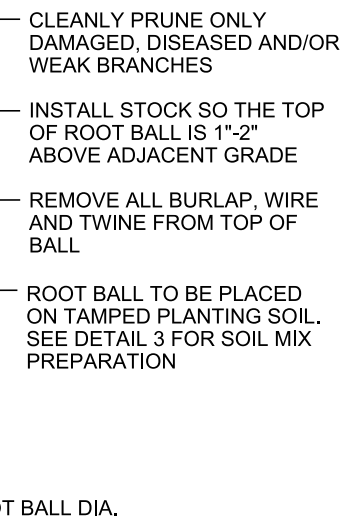 CLEANLY PRUNE ONLY
DAMAGED, DISEASED AND/OR
WEAK BRANCHES
INSTALL STOCK SO THE TOP
OF ROOT BALL IS 1"-2"
ABOVE ADJACENT GRADE
REMOVE ALL BURLAP, WIRE
AND TWINE FROM TOP OF
BALL
ROOT BALL TO BE PLACED
ON TAMPED PLANTING SOIL.
SEE DETAIL 3 FOR SOIL MIX
PREPARATION
BALL DIA.